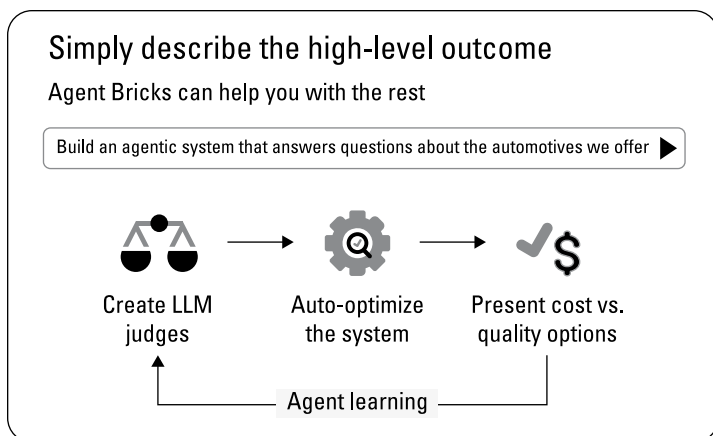 Simply describe the high-level outcome
Agent Bricks can help you with the rest
Build an agentic system that answers questions about the automotives we offer
$
Create LLM
judges
Auto-optimize
the system
Present cost vs.
quality options
Agent learning